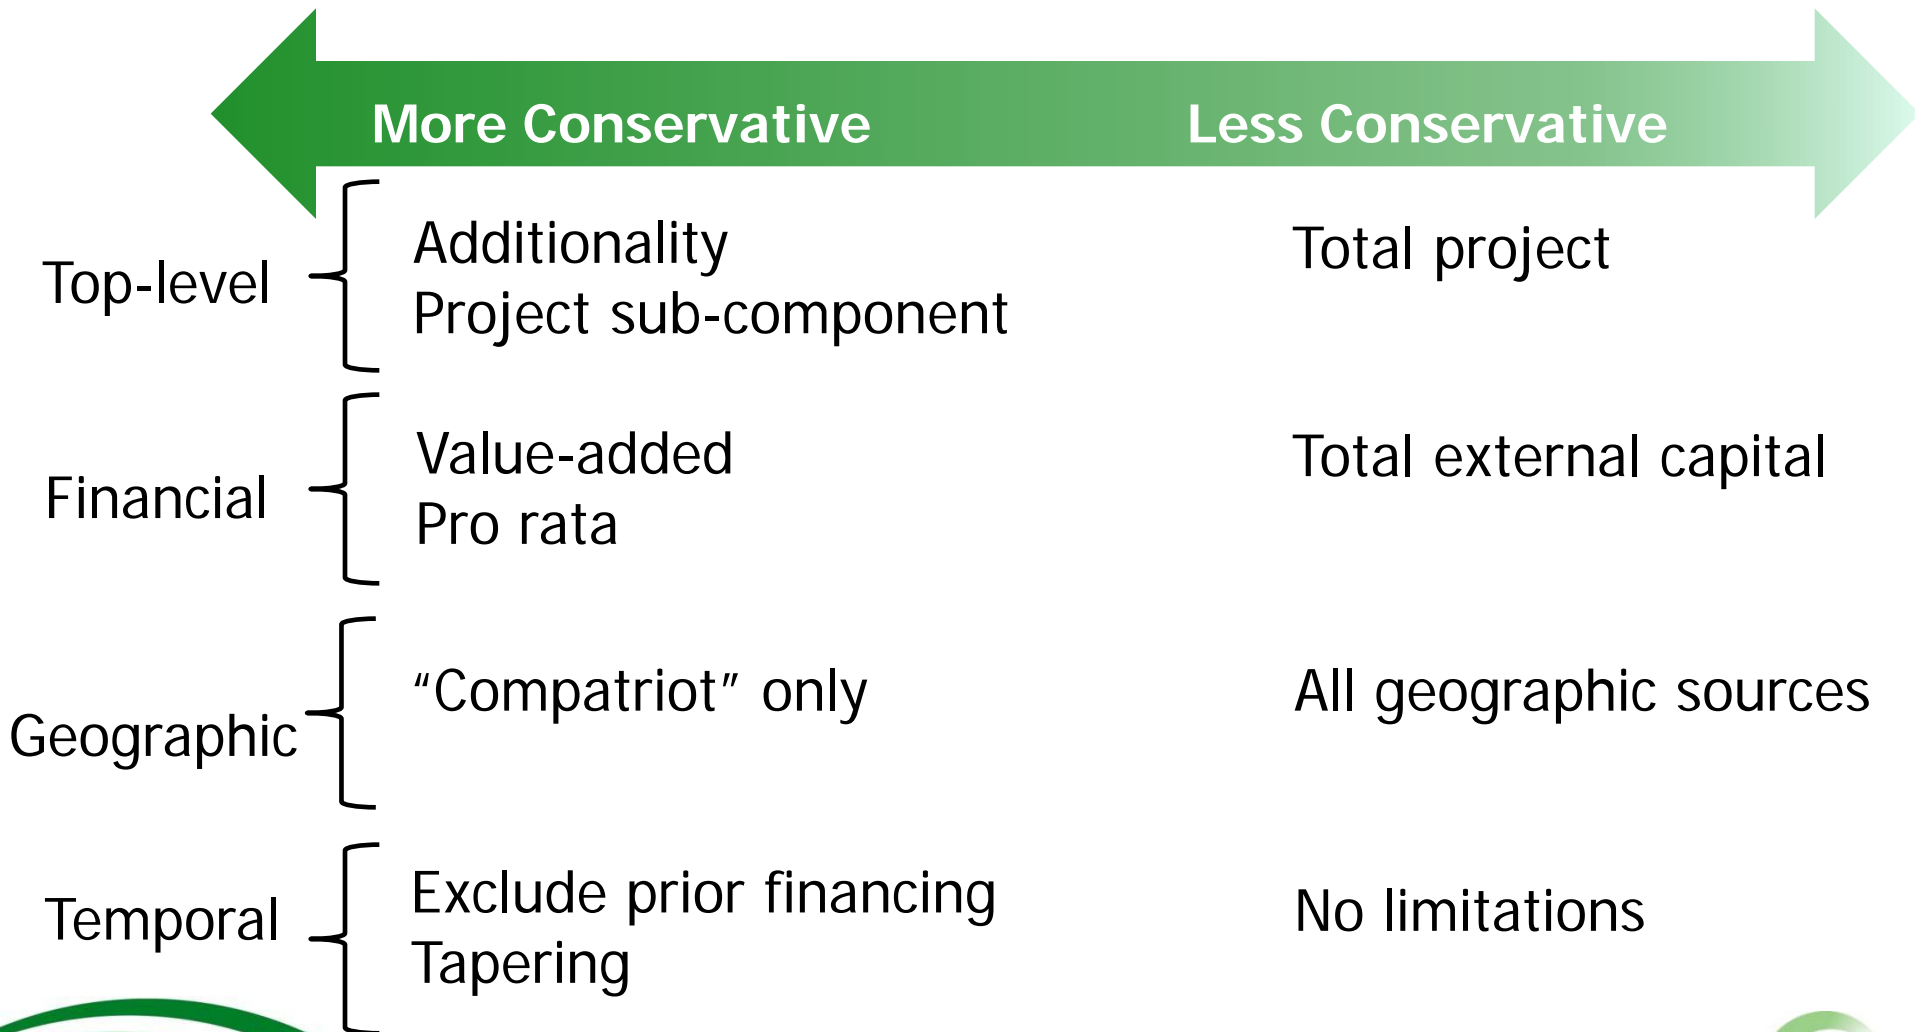 More Conservative Less Conservative
Top-level
Additionality
Project sub-component
Total project
Financial
Value-added
Pro rata
Total external capital
Geographic
“Compatriot” only
All geographic sources
Temporal
Exclude prior financing
Tapering
No limitations